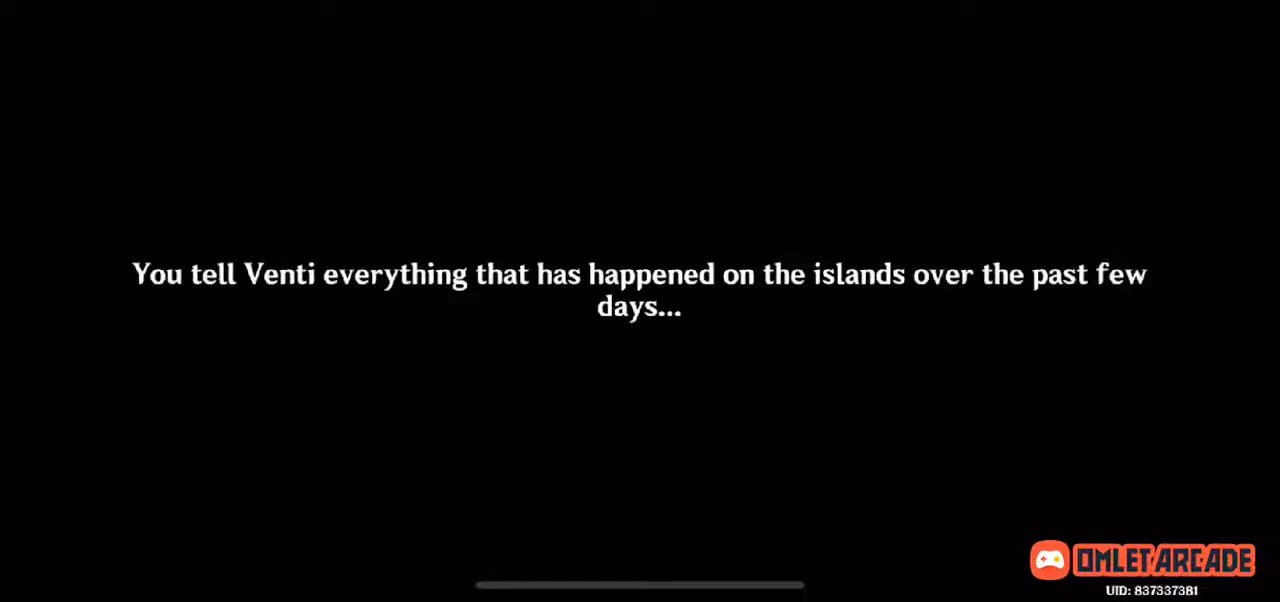 You tell Venti everything that has happened on the islands over the past few
days...
OMLET ARCADE
UID: 837337381